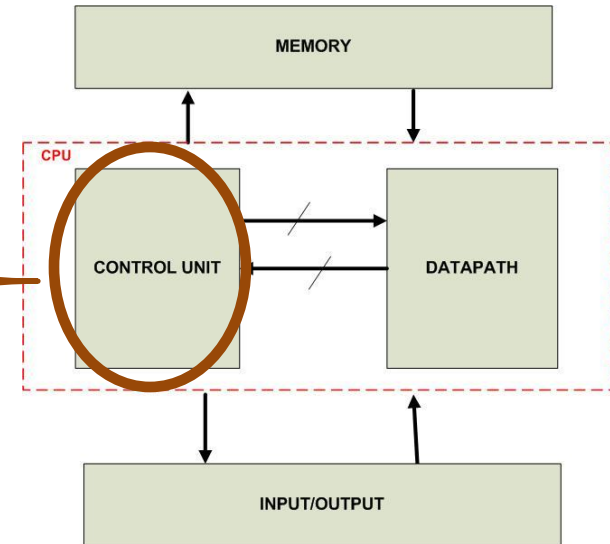 MEMORY
CPU
CONTROL UNIT
DATAPATH
INPUT/OUTPUT